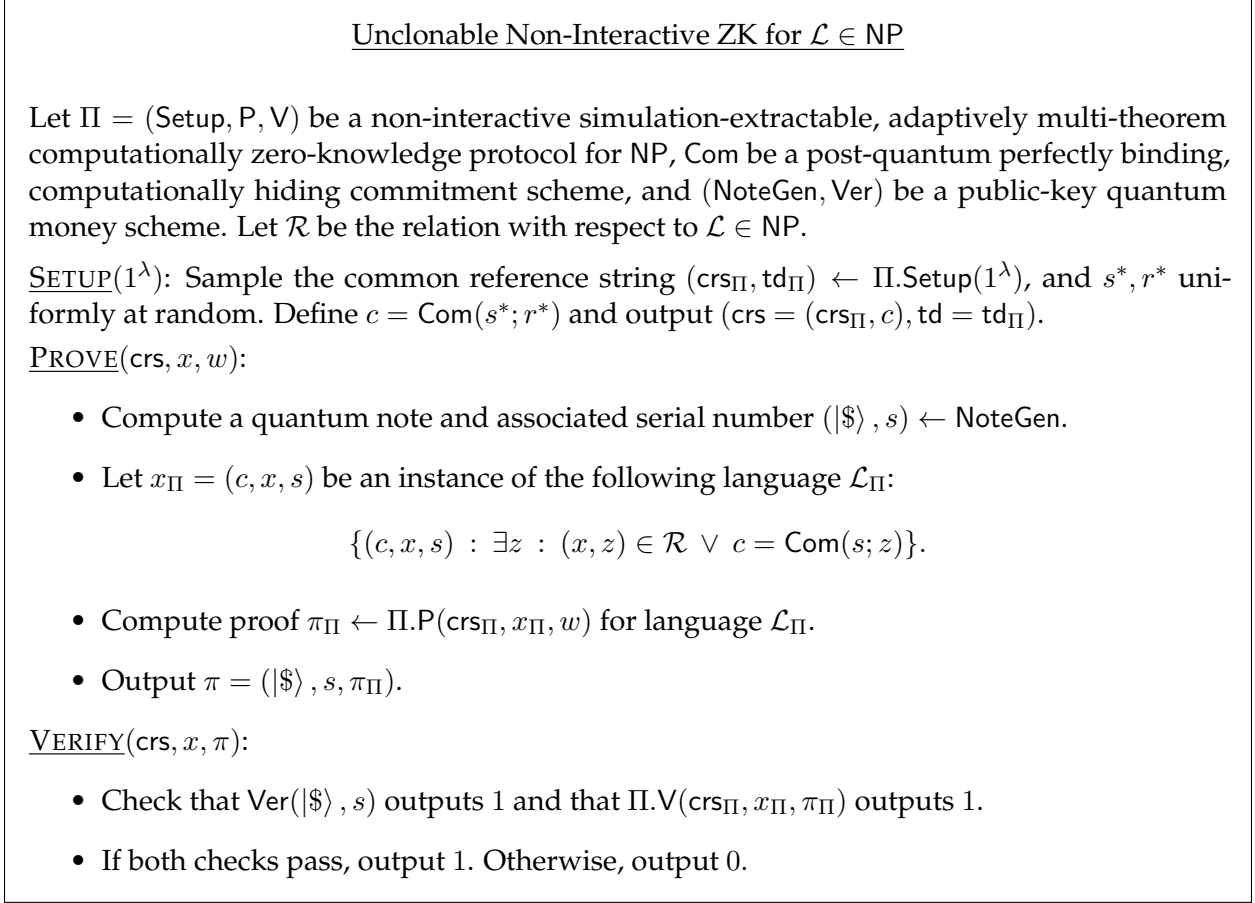 Unclonable Non-Interactive ZK for ℒ ∈ NP
Let Π = (Setup, P, V) be a non-interactive simulation-extractable, adaptively multi-theorem
computationally zero-knowledge protocol for NP, Com be a post-quantum perfectly binding,
computationally hiding commitment scheme, and (NoteGen, Ver) be a public-key quantum
money scheme. Let ℛ be the relation with respect to ℒ ∈ NP.
SETUP(1^λ): Sample the common reference string (crs_Π, td_Π) ← Π.Setup(1^λ), and s*, r* uni-
formly at random. Define c = Com(s*; r*) and output (crs = (crs_Π, c), td = td_Π).
PROVE(crs, x, w):
• Compute a quantum note and associated serial number (|$⟩, s) ← NoteGen.
• Let x_Π = (c, x, s) be an instance of the following language ℒ_Π:
{(c, x, s) : ∃z : (x, z) ∈ ℛ ∨ c = Com(s; z)}.
• Compute proof π_Π ← Π.P(crs_Π, x_Π, w) for language ℒ_Π.
• Output π = (|$⟩, s, π_Π).
VERIFY(crs, x, π):
• Check that Ver(|$⟩, s) outputs 1 and that Π.V(crs_Π, x_Π, π_Π) outputs 1.
• If both checks pass, output 1. Otherwise, output 0.